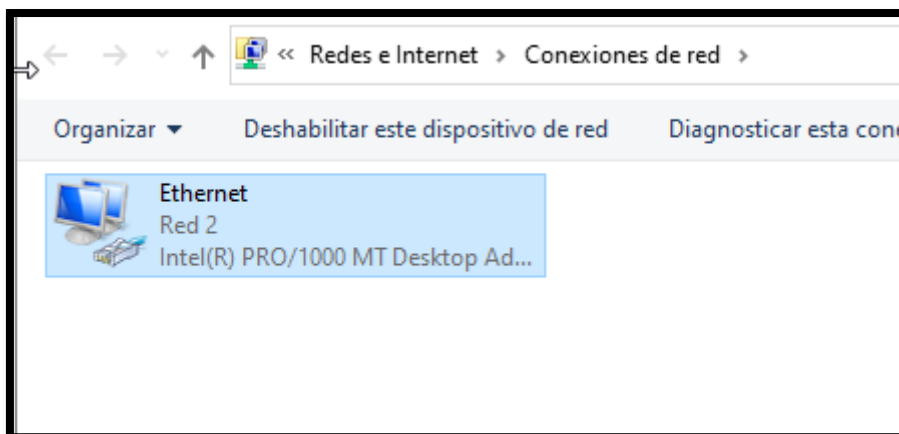 « Redes e Internet > Conexiones de red >
Organizar Deshabilitar este dispositivo de red Diagnosticar esta con
Ethernet
Red 2
Intel(R) PRO/1000 MT Desktop Ad...